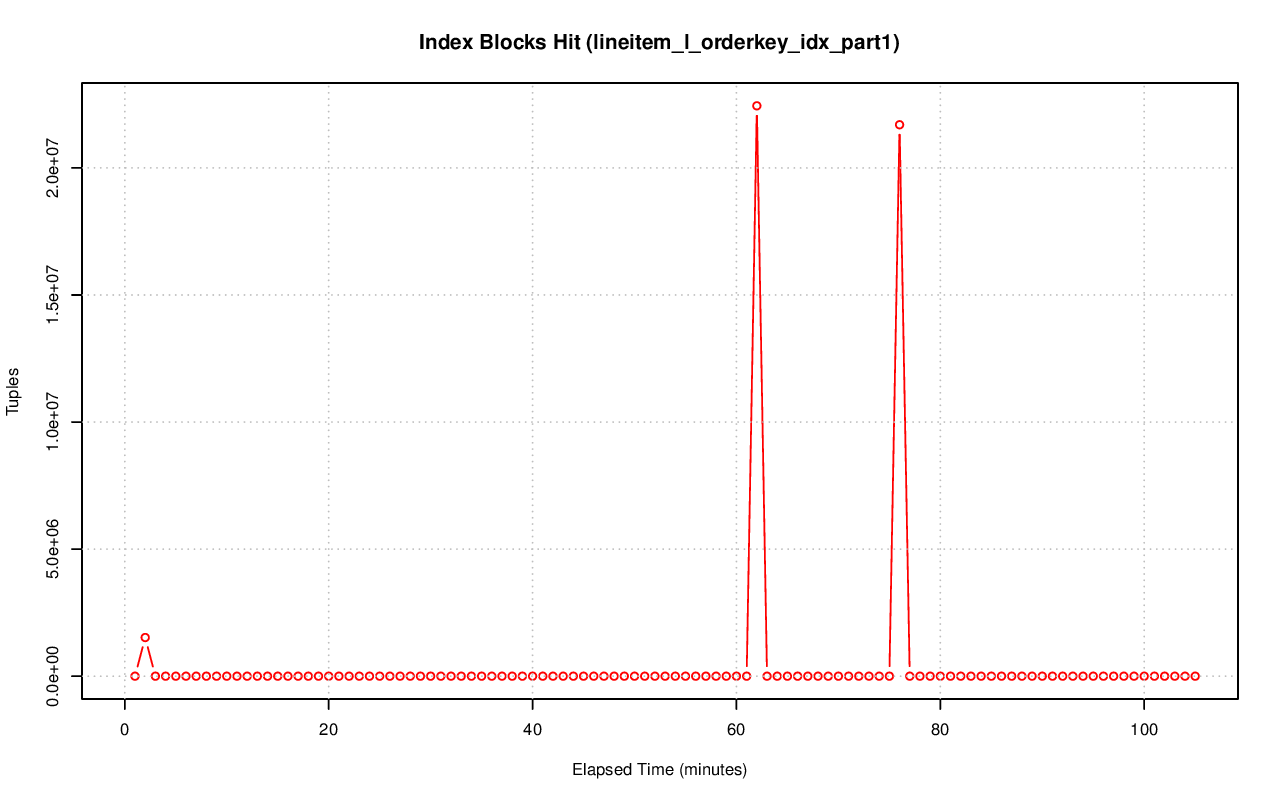 Index Blocks Hit (lineitem_l_orderkey_idx_part1)
Tuples
2.0e+07
1.5e+07
1.0e+07
5.0e+06
0.0e+00
0 20 40 60 80 100
Elapsed Time (minutes)